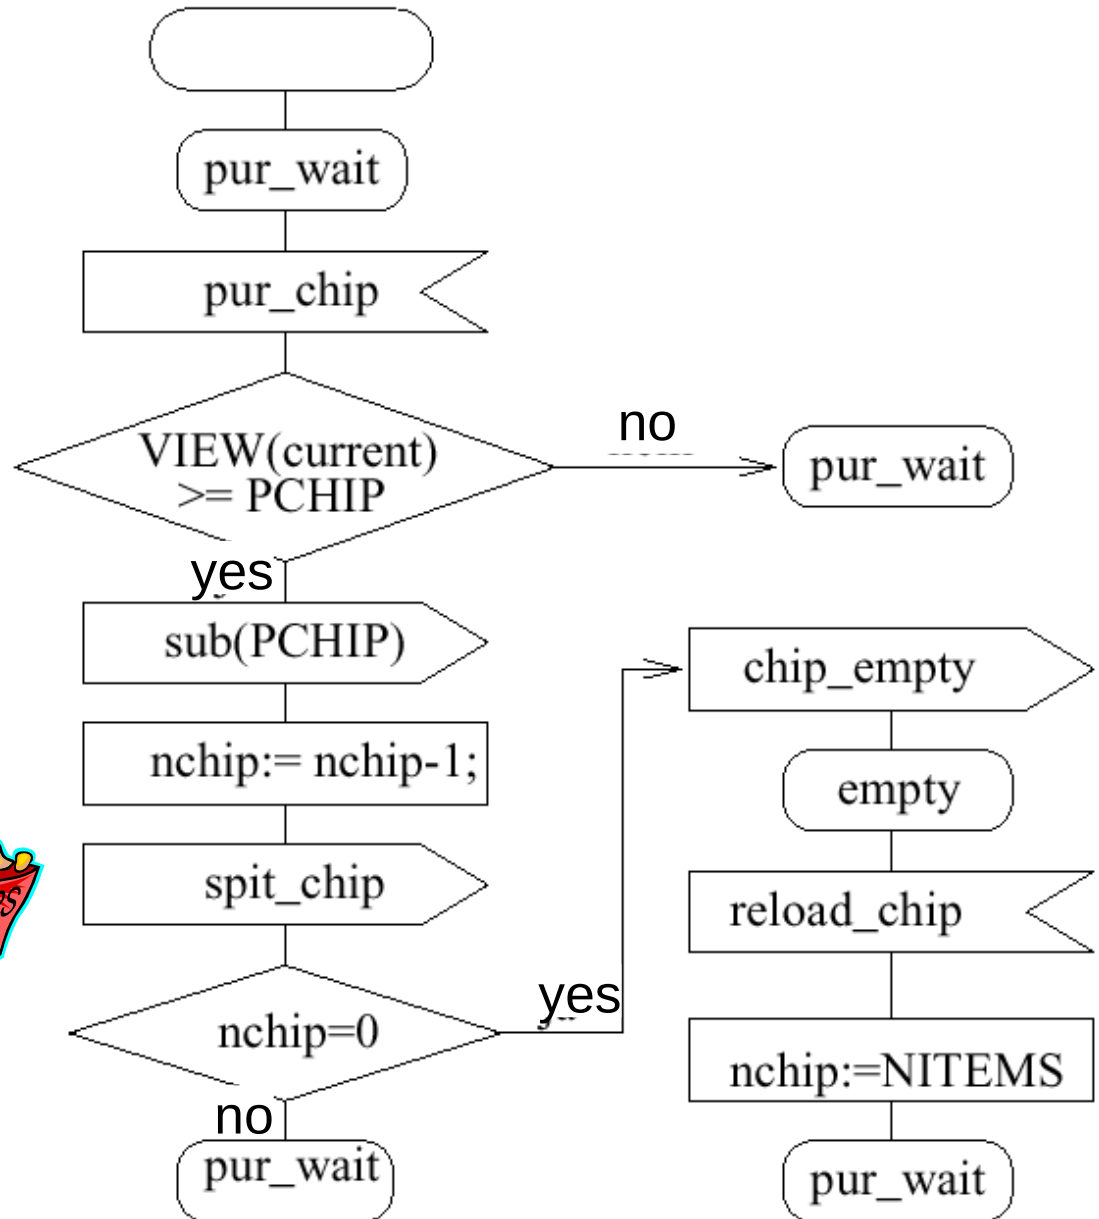 pur_wait
pur_chip
VIEW(current)
>= PCHIP
no
pur_wait
yes
sub(PCHIP)
nchip:= nchip-1;
spit_chip
nchip=0
no
pur_wait
yes
chip_empty
empty
reload_chip
nchip:=NITEMS
pur_wait